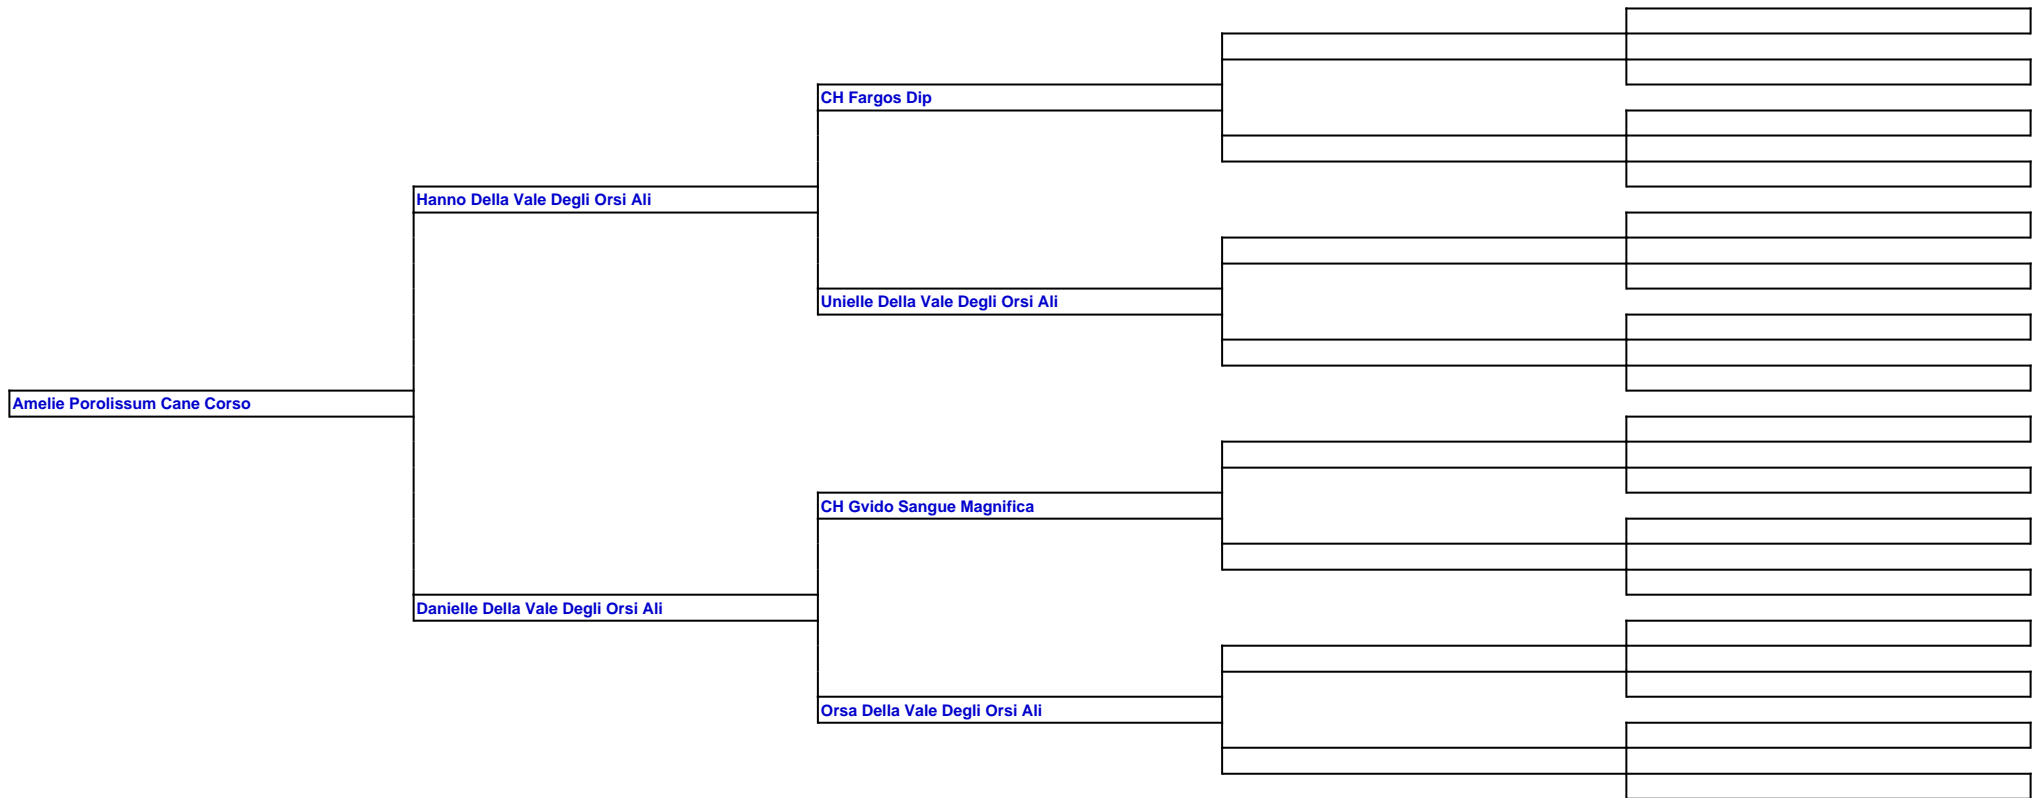 CH Fargos Dip
Hanno Della Vale Degli Orsi Ali
Unielle Della Vale Degli Orsi Ali
Amelie Porolissum Cane Corso
CH Gvido Sangue Magnifica
Danielle Della Vale Degli Orsi Ali
Orsa Della Vale Degli Orsi Ali